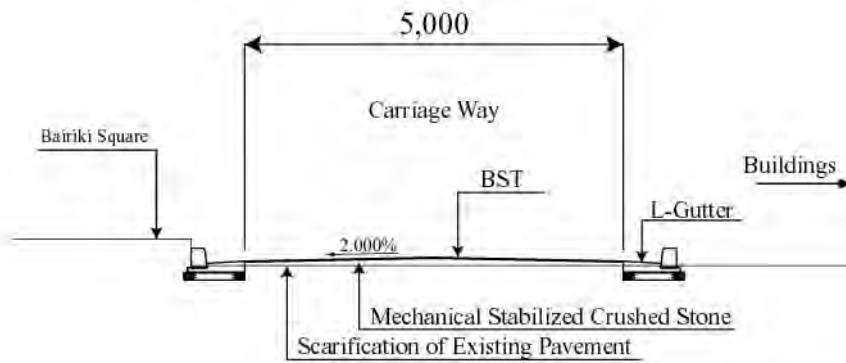 5,000
Carriage Way
Bairiki Square
Buildings
BST
L-Gutter
2.000%
Mechanical Stabilized Crushed Stone
Scarification of Existing Pavement